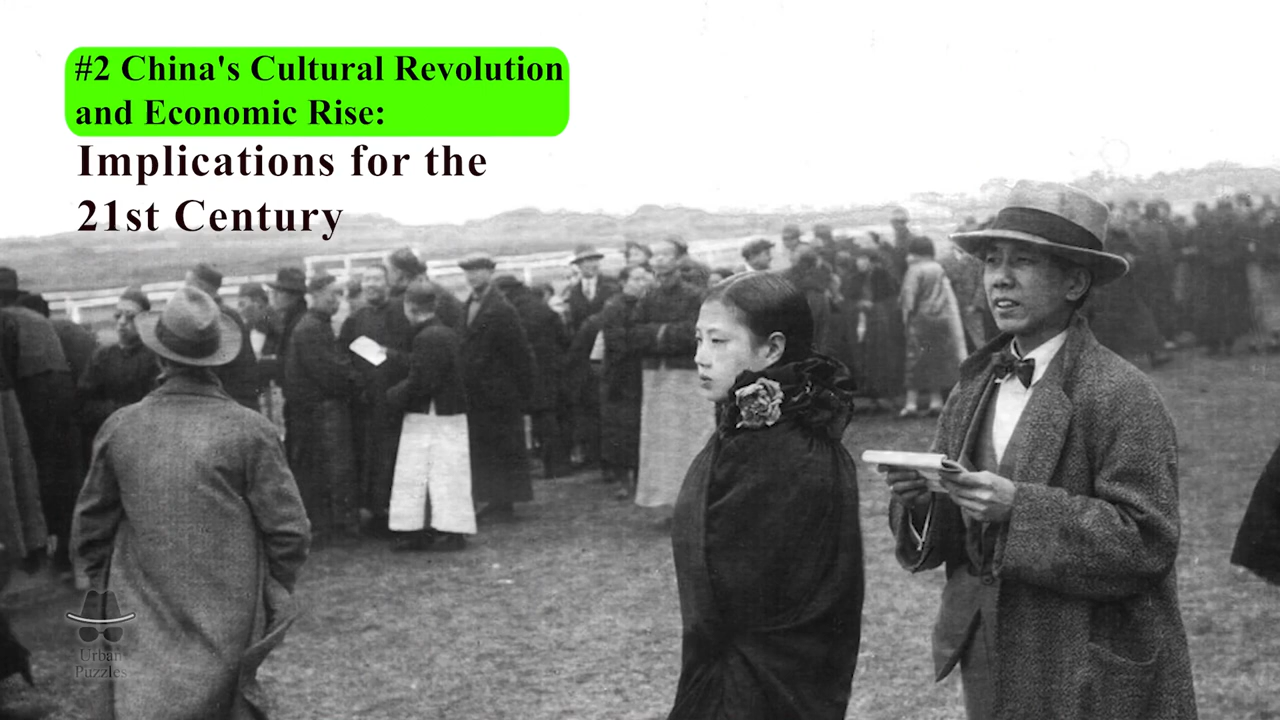 #2 China's Cultural Revolution
and Economic Rise:
Implications for the
21st Century
Urban
Puzzles